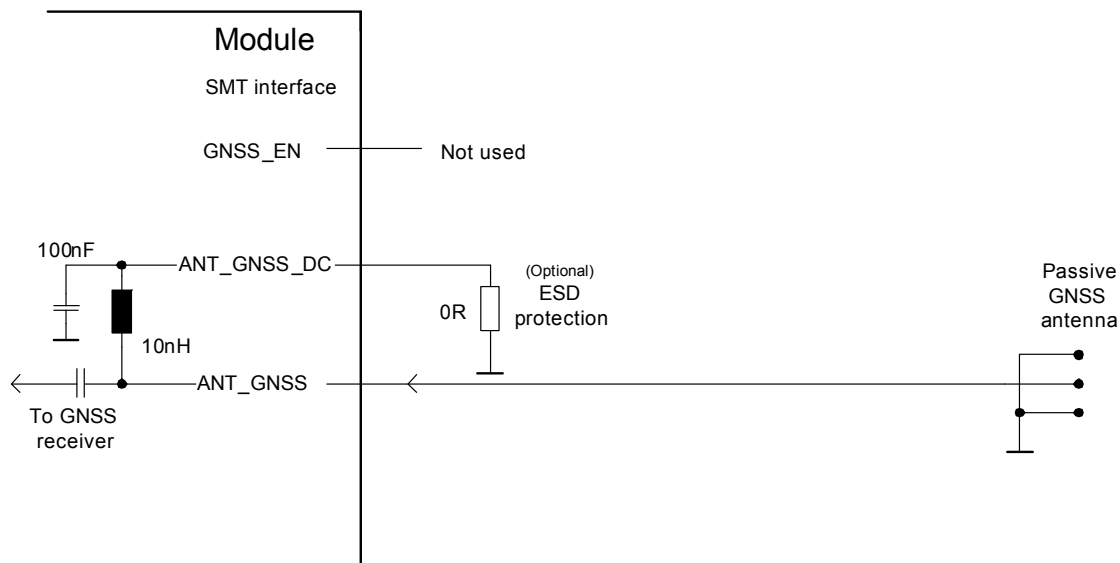 Module
SMT interface
GNSS_EN
Not used
100nF
ANT_GNSS_DC
(Optional)
ESD
protection
0R
Passive
GNSS
antenna
10nH
ANT_GNSS
To GNSS
receiver